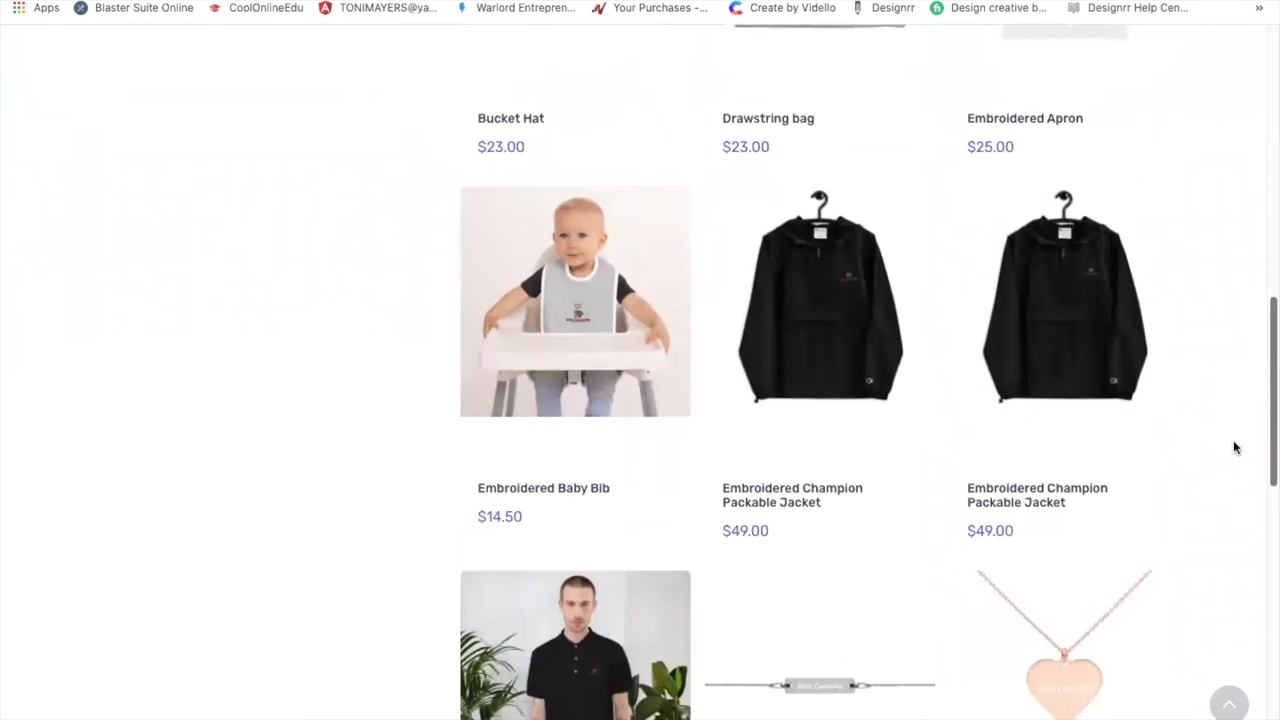 Apps
Blaster Suite Online
CoolOnlineEdu
TONIMAYERS@ya...
Warlord Entrepren...
Your Purchases -...
Create by Vidello
Designrr
Design creative b...
Designrr Help Cen...
»
Bucket Hat
$23.00
Drawstring bag
$23.00
Embroidered Apron
$25.00
Embroidered Baby Bib
$14.50
Embroidered Champion
Packable Jacket
$49.00
Embroidered Champion
Packable Jacket
$49.00